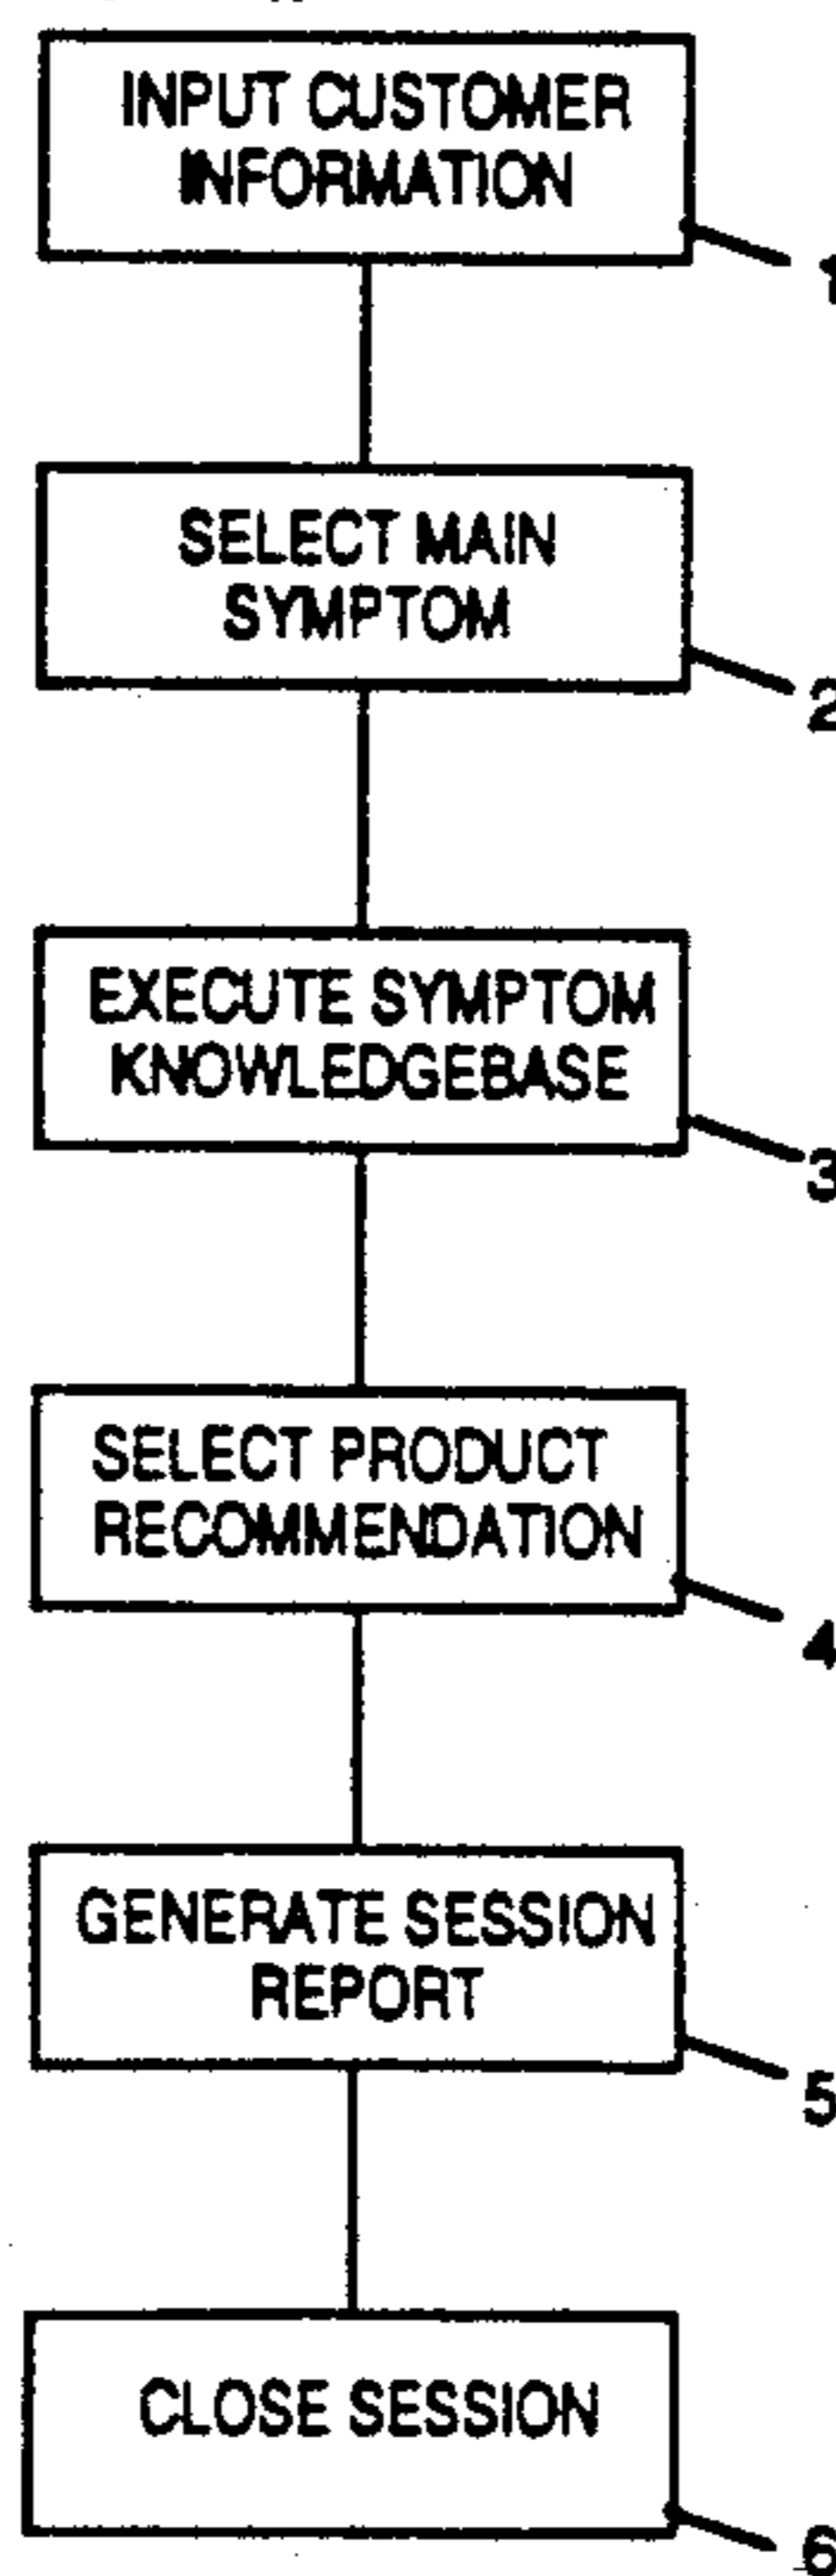 INPUT CUSTOMER
INFORMATION
1
SELECT MAIN
SYMPTOM
2
EXECUTE SYMPTOM
KNOWLEDGEBASE
3
SELECT PRODUCT
RECOMMENDATION
4
GENERATE SESSION
REPORT
5
CLOSE SESSION
6